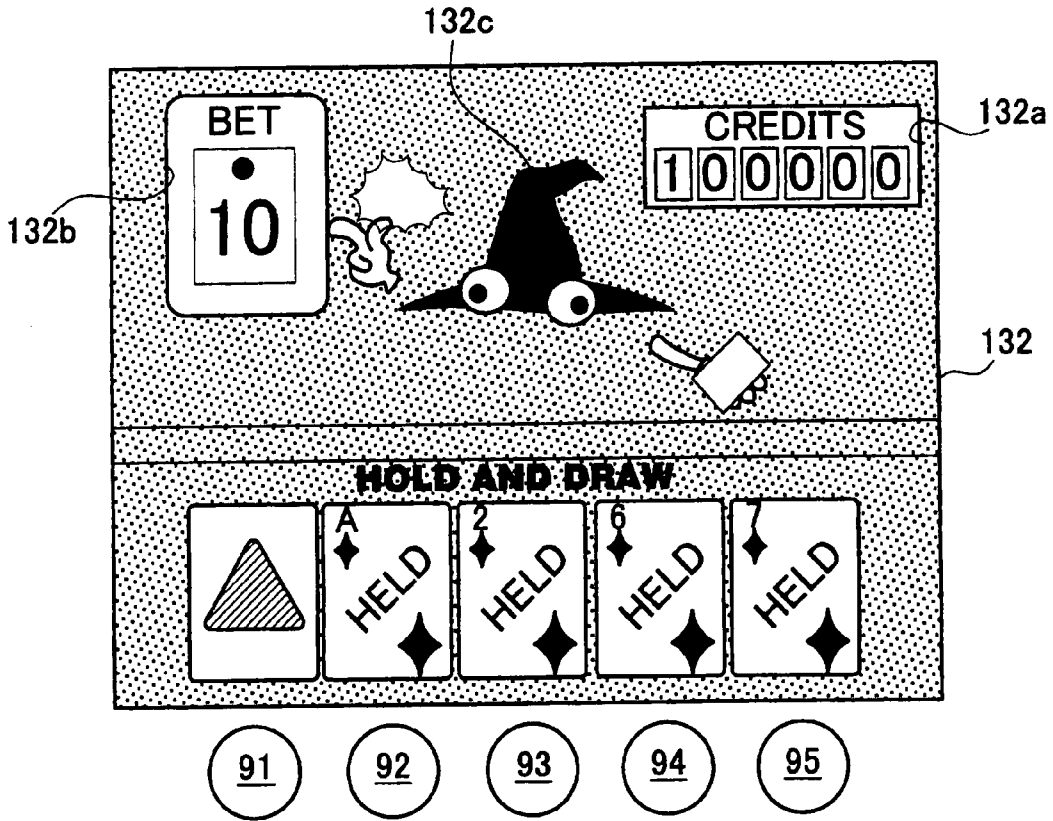 132c
BET
10
132b
CREDITS
100000
132a
132
HOLD AND DRAW
A
HELD
2
HELD
6
HELD
7
HELD
91
92
93
94
95